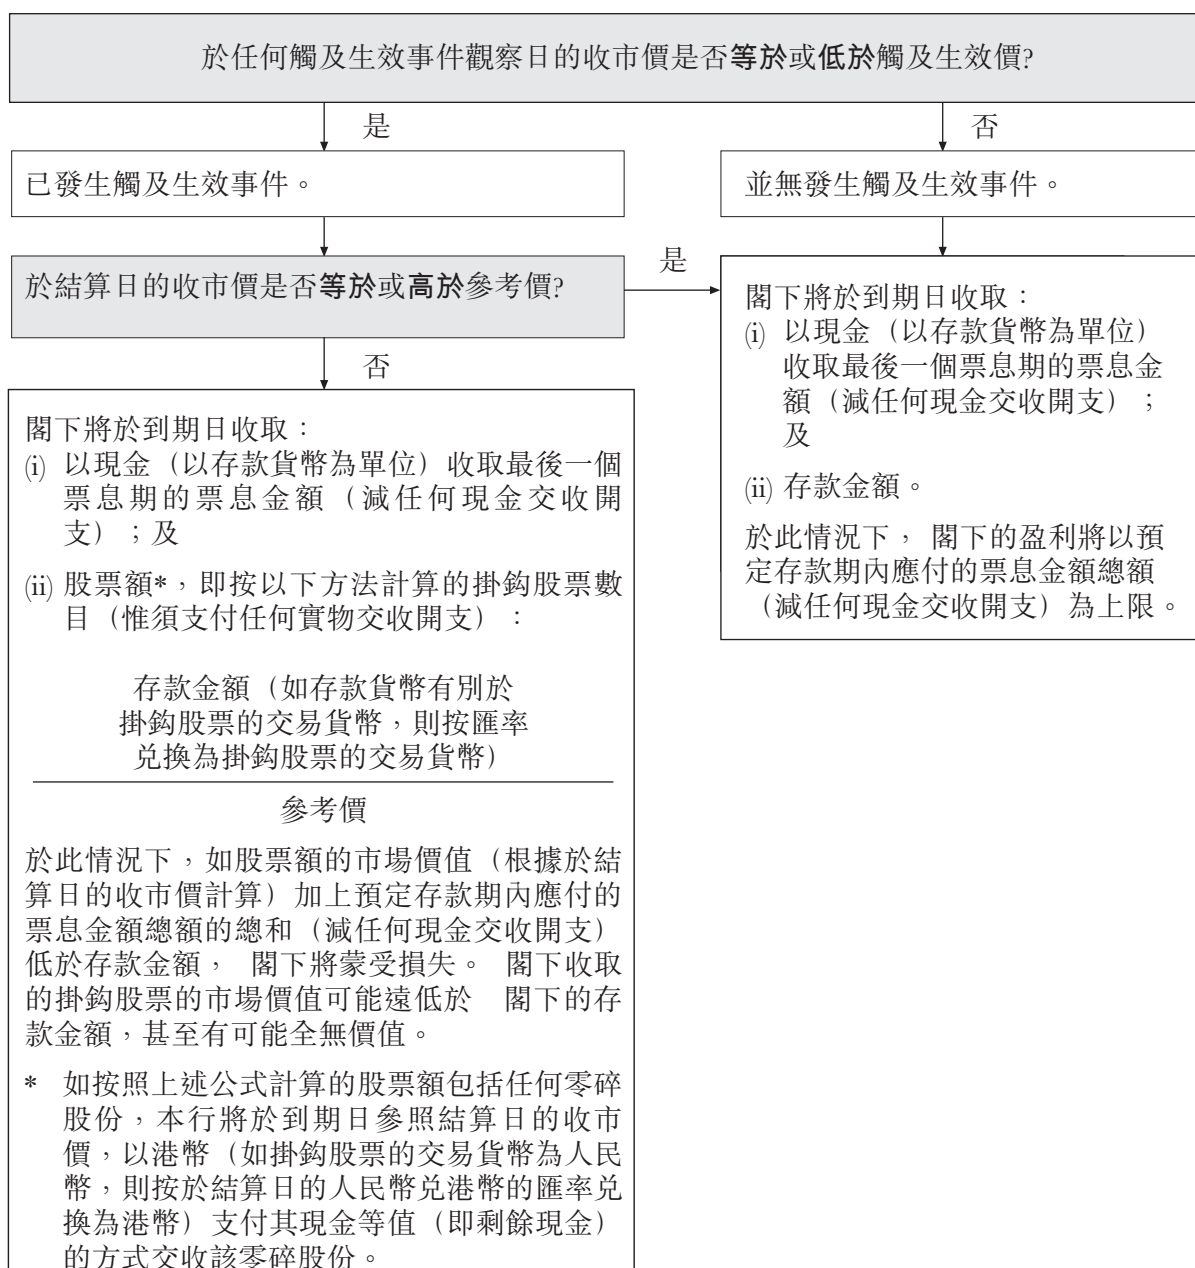 於任何觸及生效事件觀察日的收市價是否等於或低於觸及生效價?
是
否
已發生觸及生效事件。
並無發生觸及生效事件。
於結算日的收市價是否等於或高於參考價?
是
否
閣下將於到期日收取：
(i) 以現金（以存款貨幣為單位）
收取最後一個票息期的票息金
額（減任何現金交收開支）；
及
(ii) 存款金額。
於此情況下， 閣下的盈利將以預
定存款期內應付的票息金額總額
（減任何現金交收開支）為上限。
閣下將於到期日收取：
(i) 以現金（以存款貨幣為單位）收取最後一個
票息期的票息金額（減任何現金交收開
支）；及
(ii) 股票額*，即按以下方法計算的掛鈎股票數
目（惟須支付任何實物交收開支）：
存款金額（如存款貨幣有別於
掛鈎股票的交易貨幣，則按匯率
兌換為掛鈎股票的交易貨幣）
參考價
於此情況下，如股票額的市場價值（根據於結
算日的收市價計算）加上預定存款期內應付的
票息金額總額的總和（減任何現金交收開支）
低於存款金額， 閣下將蒙受損失。 閣下收取
的掛鈎股票的市場價值可能遠低於 閣下的存
款金額，甚至有可能全無價值。
* 如按照上述公式計算的股票額包括任何零碎
股份，本行將於到期日參照結算日的收市
價，以港幣（如掛鈎股票的交易貨幣為人民
幣，則按於結算日的人民幣兌港幣的匯率兌
換為港幣）支付其現金等值（即剩餘現金）
的方式交收該零碎股份。